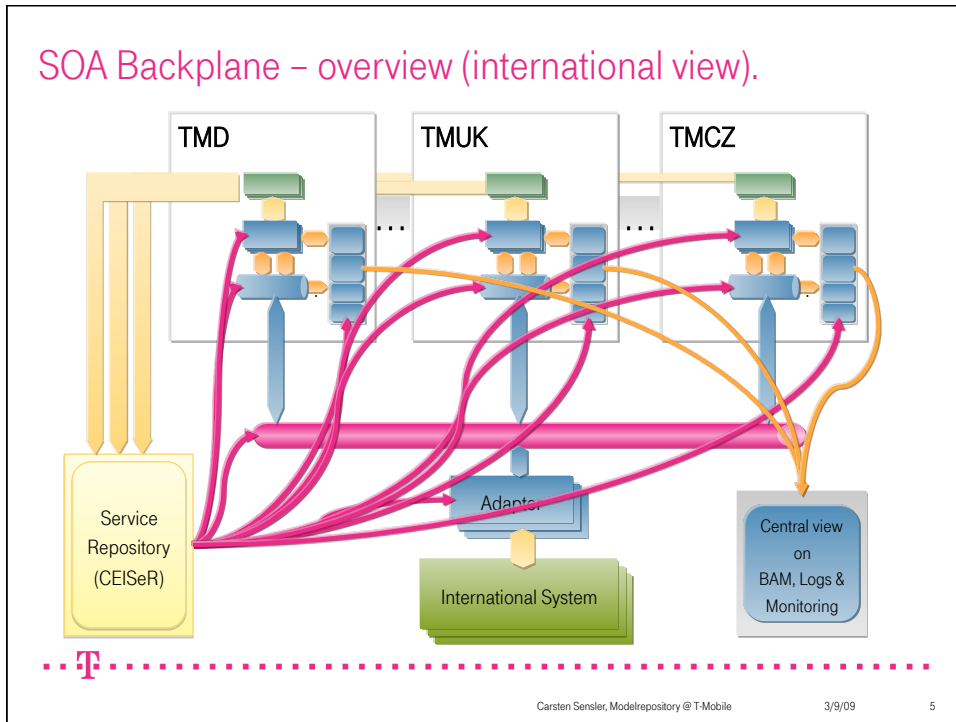 SOA Backplane – overview (international view).
TMD
TMUK
TMCZ
...
...
Service
Repository
(CEISeR)
Adapter
International System
Central view
on
BAM, Logs &
Monitoring
T
Carsten Sensler, Modelrepository @ T-Mobile
3/9/09
5